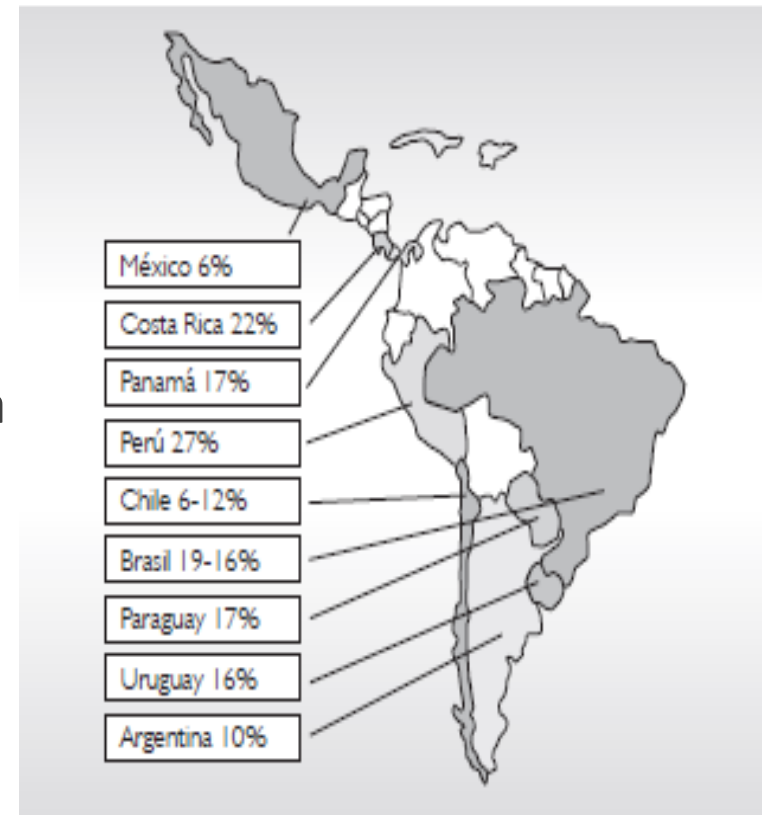 México 6%
Costa Rica 22%
Panamá 17%
Perú 27%
Chile 6-12%
Brasil 19-16%
Paraguay 17%
Uruguay 16%
Argentina 10%